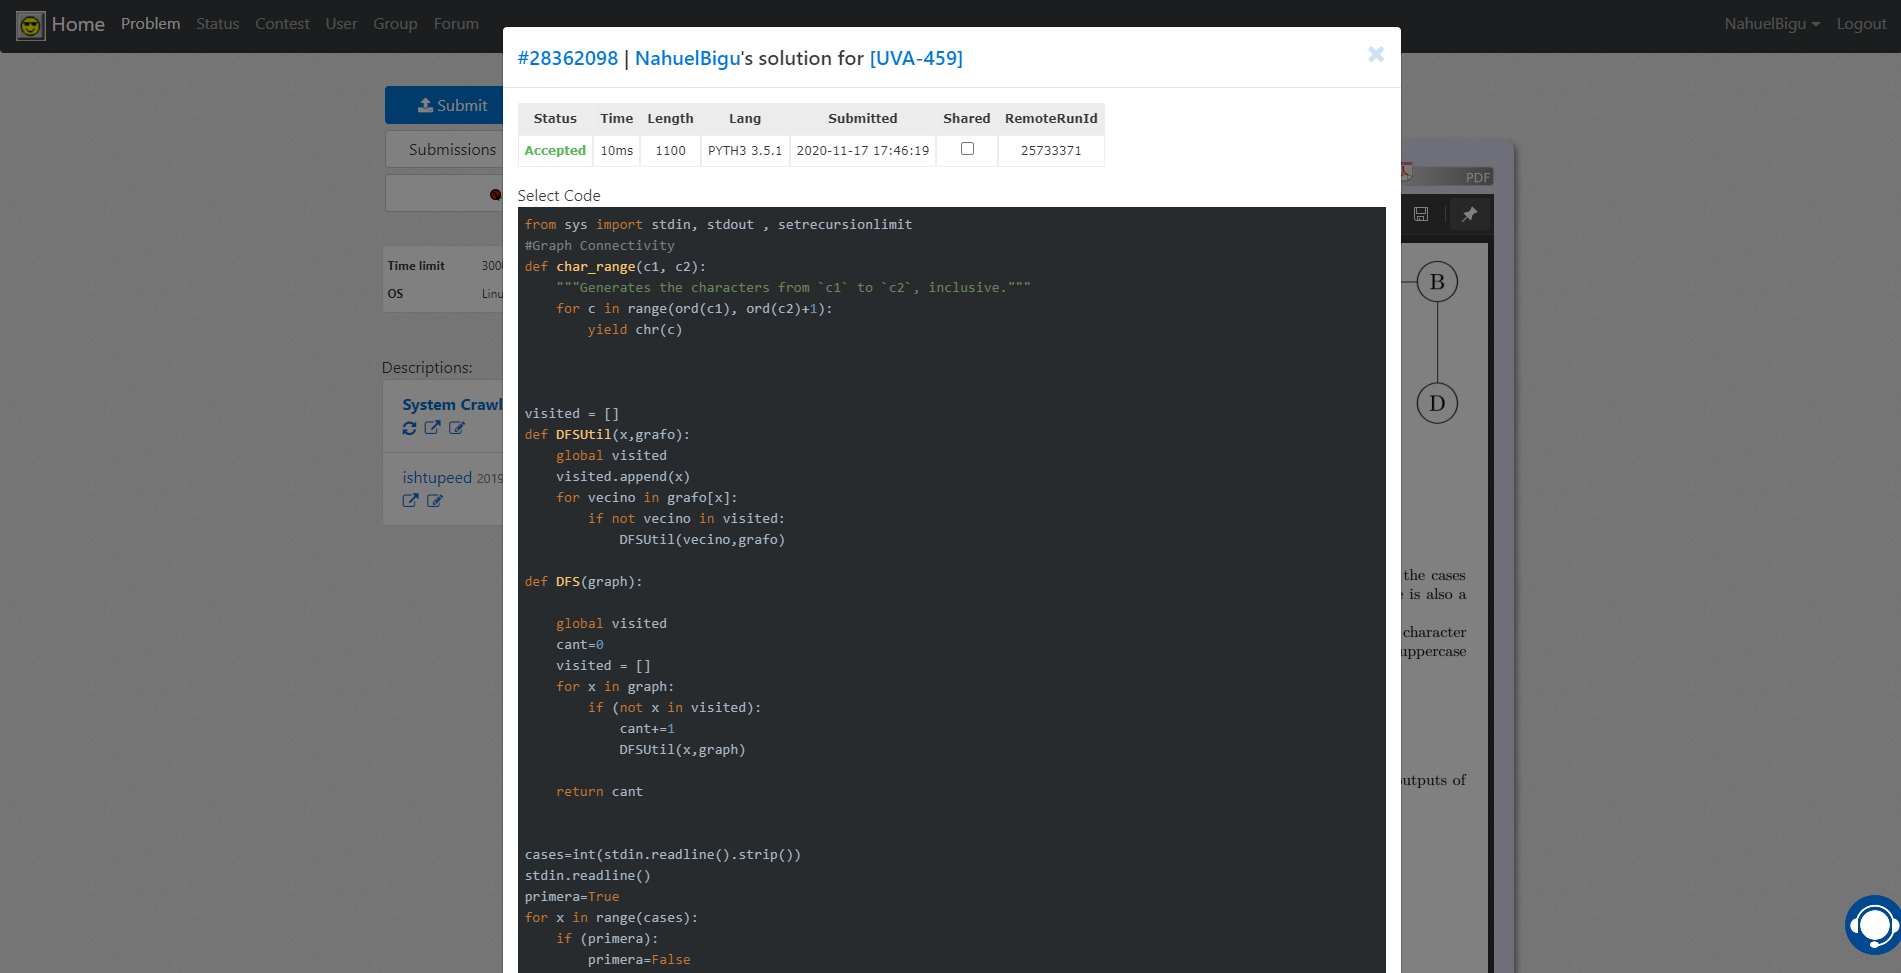 Home Problem Status Contest User Group Forum NahuelBigu Logout
#28362098 | NahuelBigu's solution for [UVA-459]
Submit
Submissions
Time limit
OS
Descriptions:
System Crawl
ishtupeed 2019
Status Time Length Lang Submitted Shared RemoteRunId
Accepted 10ms 1100 PYTH3 3.5.1 2020-11-17 17:46:19 25733371
Select Code
from sys import stdin, stdout , setrecursionlimit
#Graph Connectivity
def char_range(c1, c2):
    """Generates the characters from `c1` to `c2`, inclusive."""
    for c in range(ord(c1), ord(c2)+1):
        yield chr(c)
visited = []
def DFSUtil(x,grafo):
    global visited
    visited.append(x)
    for vecino in grafo[x]:
        if not vecino in visited:
            DFSUtil(vecino,grafo)
def DFS(graph):
    global visited
    cant=0
    visited = []
    for x in graph:
        if (not x in visited):
            cant+=1
            DFSUtil(x,graph)
    return cant
cases=int(stdin.readline().strip())
stdin.readline()
primera=True
for x in range(cases):
    if (primera):
        primera=False
PDF
B
D
the cases
is also a
character
uppercase
outputs of